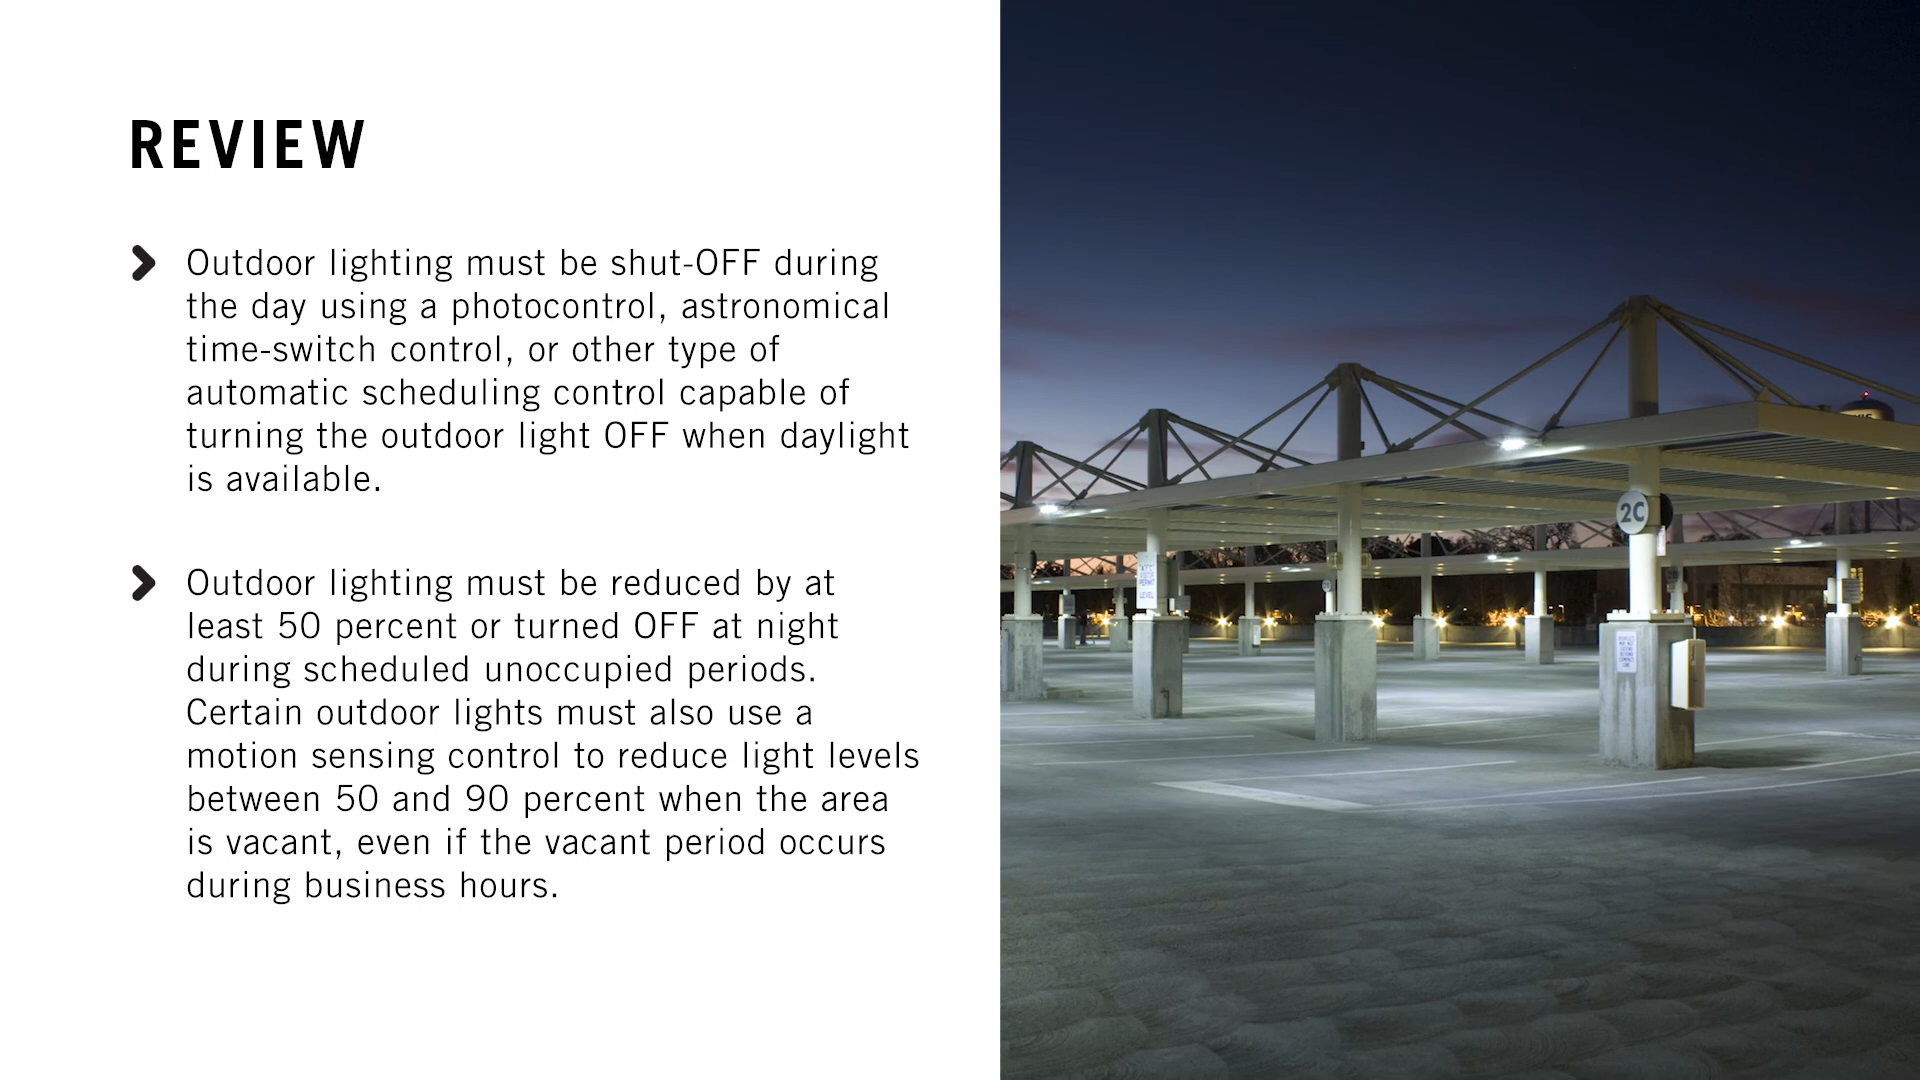 REVIEW
Outdoor lighting must be shut-OFF during
the day using a photocontrol, astronomical
time-switch control, or other type of
automatic scheduling control capable of
turning the outdoor light OFF when daylight
is available.
Outdoor lighting must be reduced by at
least 50 percent or turned OFF at night
during scheduled unoccupied periods.
Certain outdoor lights must also use a
motion sensing control to reduce light levels
between 50 and 90 percent when the area
is vacant, even if the vacant period occurs
during business hours.
2C